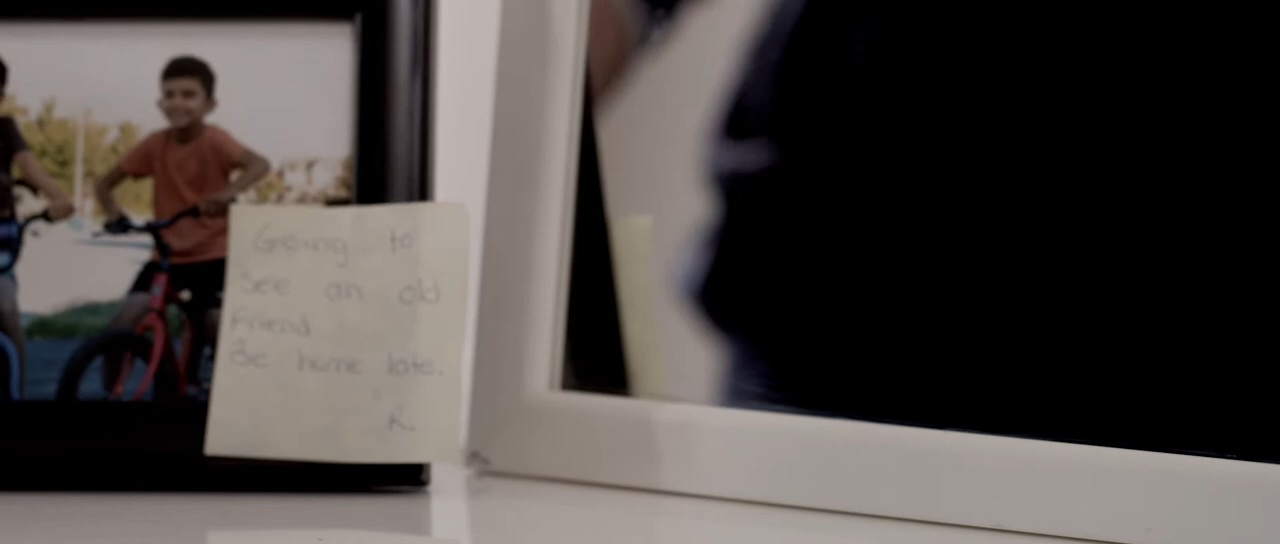 Going to
see an old
Friend
Be home late.
R